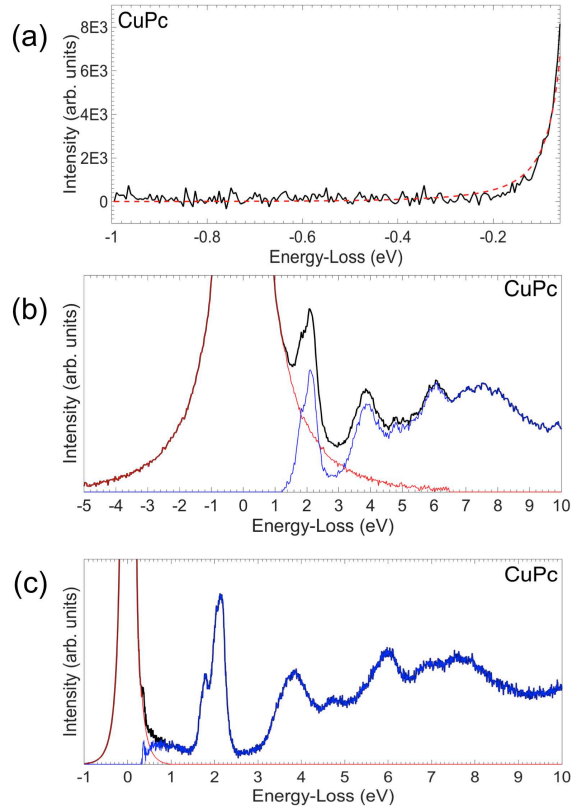 (a)
CuPc
Intensity (arb. units)
8E3
6E3
4E3
2E3
0
-1 -0.8 -0.6 -0.4 -0.2
Energy-Loss (eV)
(b)
CuPc
Intensity (arb. units)
-5 -4 -3 -2 -1 0 1 2 3 4 5 6 7 8 9 10
Energy-Loss (eV)
(c)
CuPc
Intensity (arb. units)
-1 0 1 2 3 4 5 6 7 8 9 10
Energy-Loss (eV)